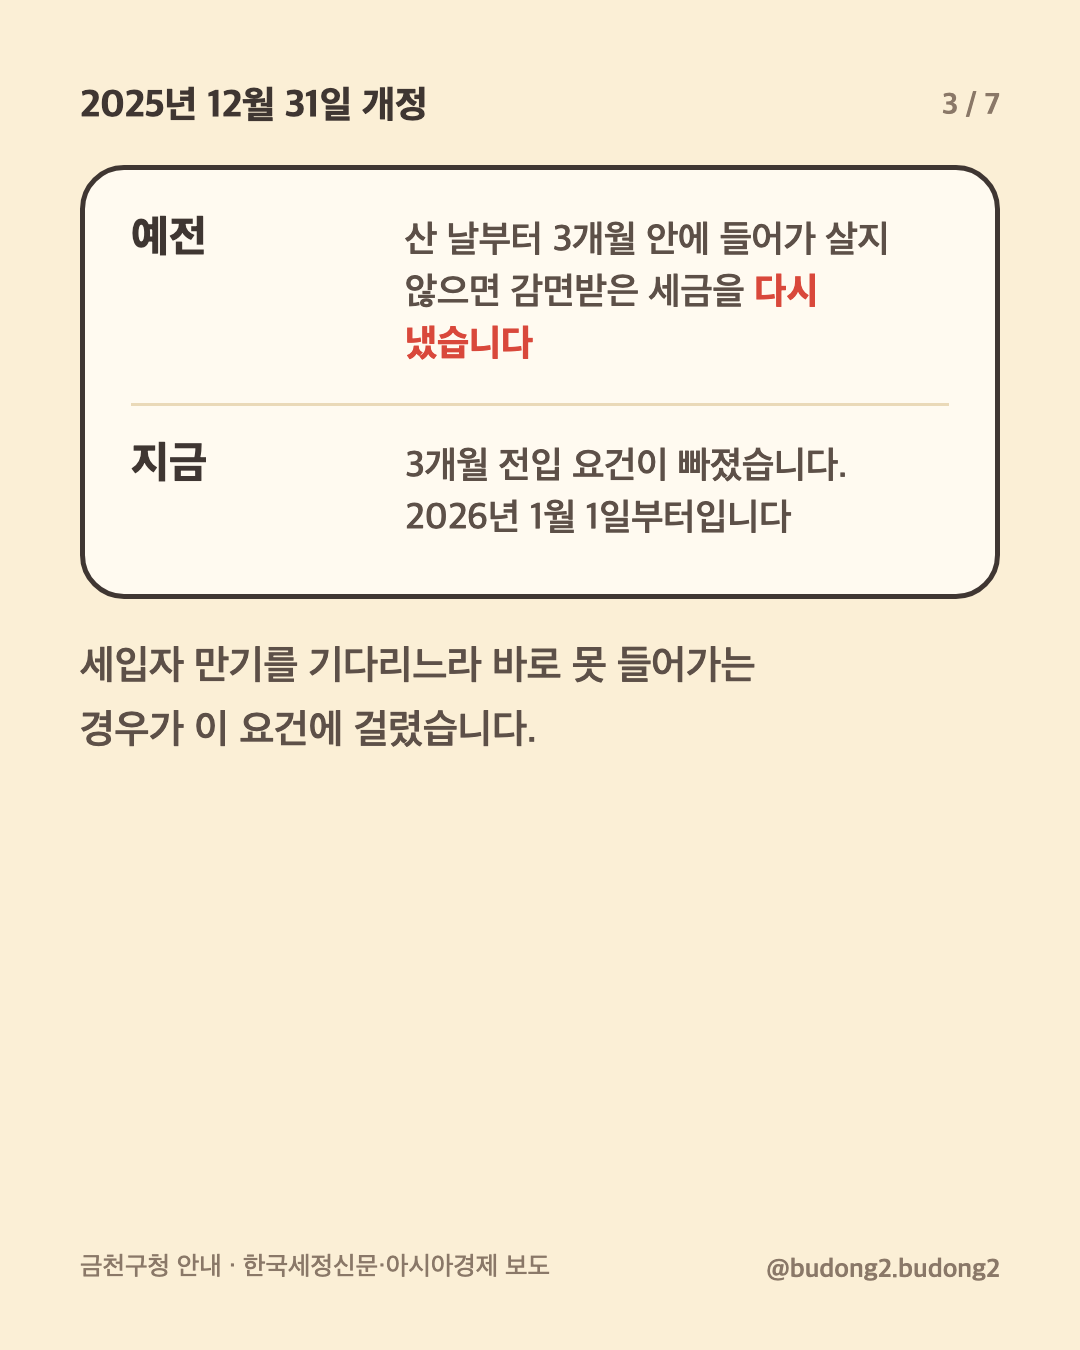 2025년 12월 31일 개정
3 / 7
예전
산 날부터 3개월 안에 들어가 살지
않으면 감면받은 세금을 다시
냈습니다
지금
3개월 전입 요건이 빠졌습니다.
2026년 1월 1일부터입니다
세입자 만기를 기다리느라 바로 못 들어가는
경우가 이 요건에 걸렸습니다.
금천구청 안내 · 한국세정신문·아시아경제 보도
@budong2.budong2